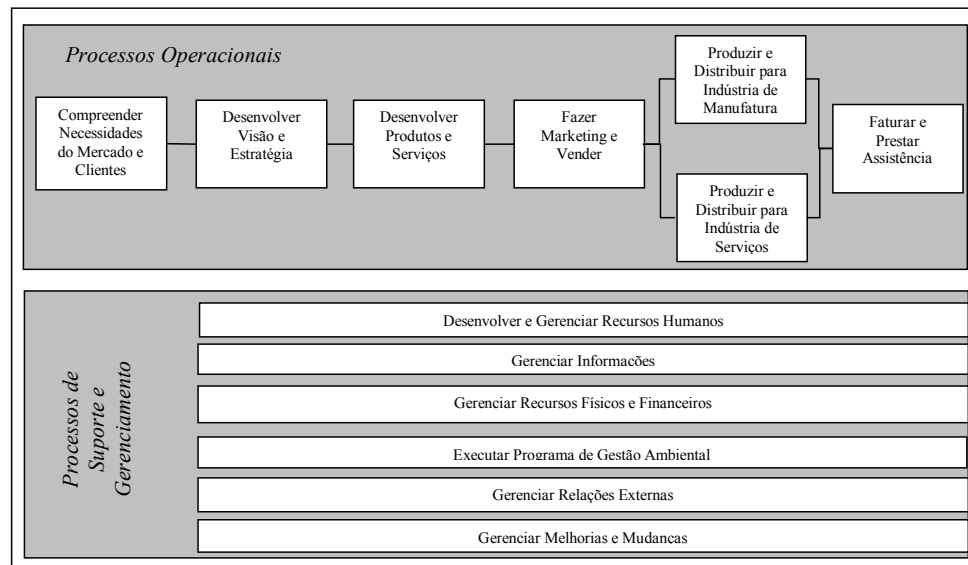 Processos Operacionais
Compreender
Necessidades
do Mercado e
Clientes
Desenvolver
Visão e
Estratégia
Desenvolver
Produtos e
Serviços
Fazer
Marketing e
Vender
Produzir e
Distribuir para
Indústria de
Manufatura
Produzir e
Distribuir para
Indústria de
Serviços
Faturar e
Prestar
Assistência
Processos de
Suporte e
Gerenciamento
Desenvolver e Gerenciar Recursos Humanos
Gerenciar Informacões
Gerenciar Recursos Físicos e Financeiros
Executar Programa de Gestão Ambiental
Gerenciar Relações Externas
Gerenciar Melhorias e Mudancas